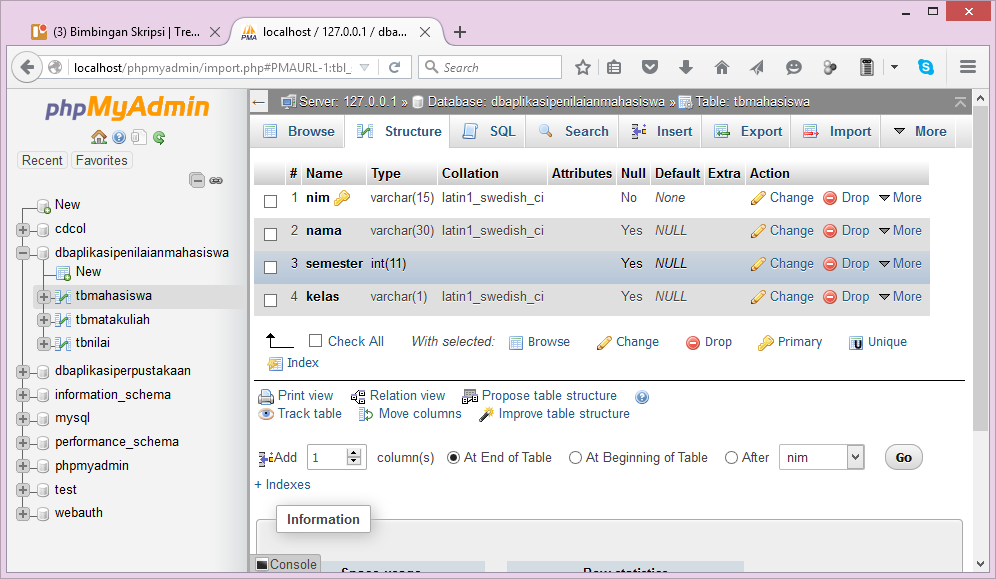 (3) Bimbingan Skripsi | Tre...
PMA localhost / 127.0.0.1 / dba...
localhost/phpmyadmin/import.php#PMAURL-1:tbl_
Search
phpMyAdmin
Recent
Favorites
New
cdcol
dbaplikasipenilaianmahasiswa
New
tbmahasiswa
tbmatakuliah
tbnilai
dbaplikasiperpustakaan
information_schema
mysql
performance_schema
phpmyadmin
test
webauth
Server: 127.0.0.1 » Database: dbaplikasipenilaianmahasiswa » Table: tbmahasiswa
Browse Structure SQL Search Insert Export Import More
# Name Type Collation Attributes Null Default Extra Action
1 nim varchar(15) latin1_swedish_ci No None Change Drop More
2 nama varchar(30) latin1_swedish_ci Yes NULL Change Drop More
3 semester int(11) Yes NULL Change Drop More
4 kelas varchar(1) latin1_swedish_ci Yes NULL Change Drop More
Check All With selected: Browse Change Drop Primary Unique
Index
Print view Relation view Propose table structure
Track table Move columns Improve table structure
Add 1 column(s) At End of Table At Beginning of Table After nim Go
+ Indexes
Information
Console
Space usage Row statistics